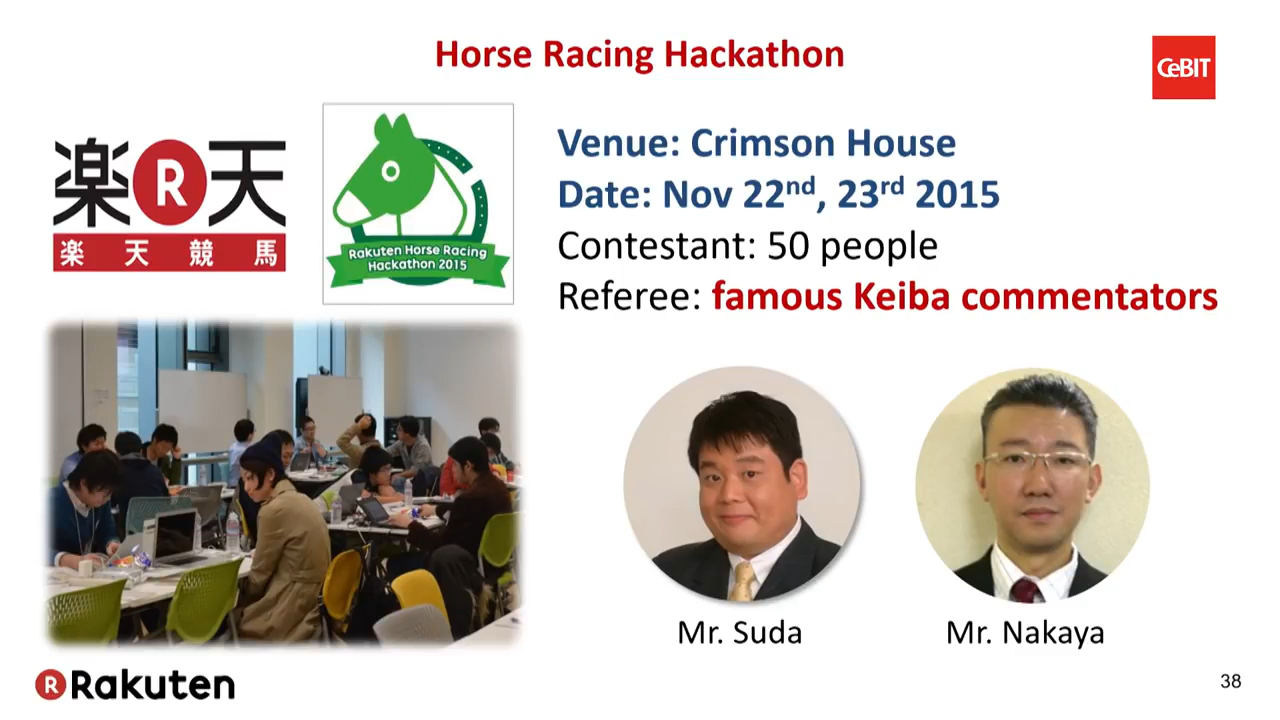 Horse Racing Hackathon
CeBIT
楽R天
楽天競馬
Rakuten Horse Racing
Hackathon 2015
Venue: Crimson House
Date: Nov 22nd, 23rd 2015
Contestant: 50 people
Referee: famous Keiba commentators
Mr. Suda
Mr. Nakaya
R Rakuten
38